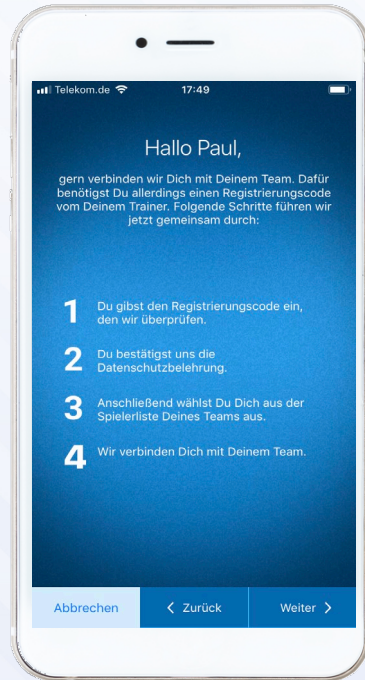 Telekom.de 17:49
Hallo Paul,
gern verbinden wir Dich mit Deinem Team. Dafür
benötigst Du allerdings einen Registrierungscode
vom Deinem Trainer. Folgende Schritte führen wir
jetzt gemeinsam durch:
1 Du gibst den Registrierungscode ein,
den wir überprüfen.
2 Du bestätigst uns die
Datenschutzbelehrung.
3 Anschließend wählst Du Dich aus der
Spielerliste Deines Teams aus.
4 Wir verbinden Dich mit Deinem Team.
Abbrechen Zurück Weiter